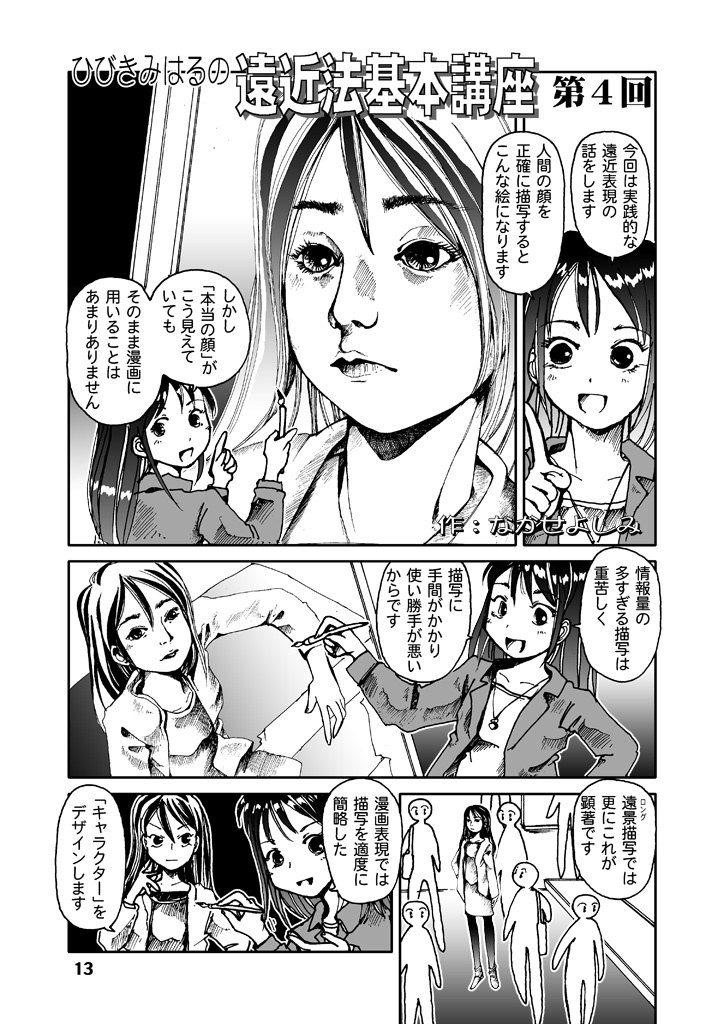 ひびきみはるの
遠近法基本講座
第4回
今回は実践的な
遠近表現の
話をします
人間の顔を
正確に描写すると
こんな絵になります
しかし
「本当の顔」が
こう見えて
いても
そのまま漫画に
用いることは
あまりありません
作：ながせよしみ
情報量の
多すぎる描写は
重苦しく
描写に
手間がかかり
使い勝手が悪い
からです
ロング
遠景描写では
更にこれが
顕著です
漫画表現では
描写を適度に
簡略した
「キャラクター」を
デザインします
13